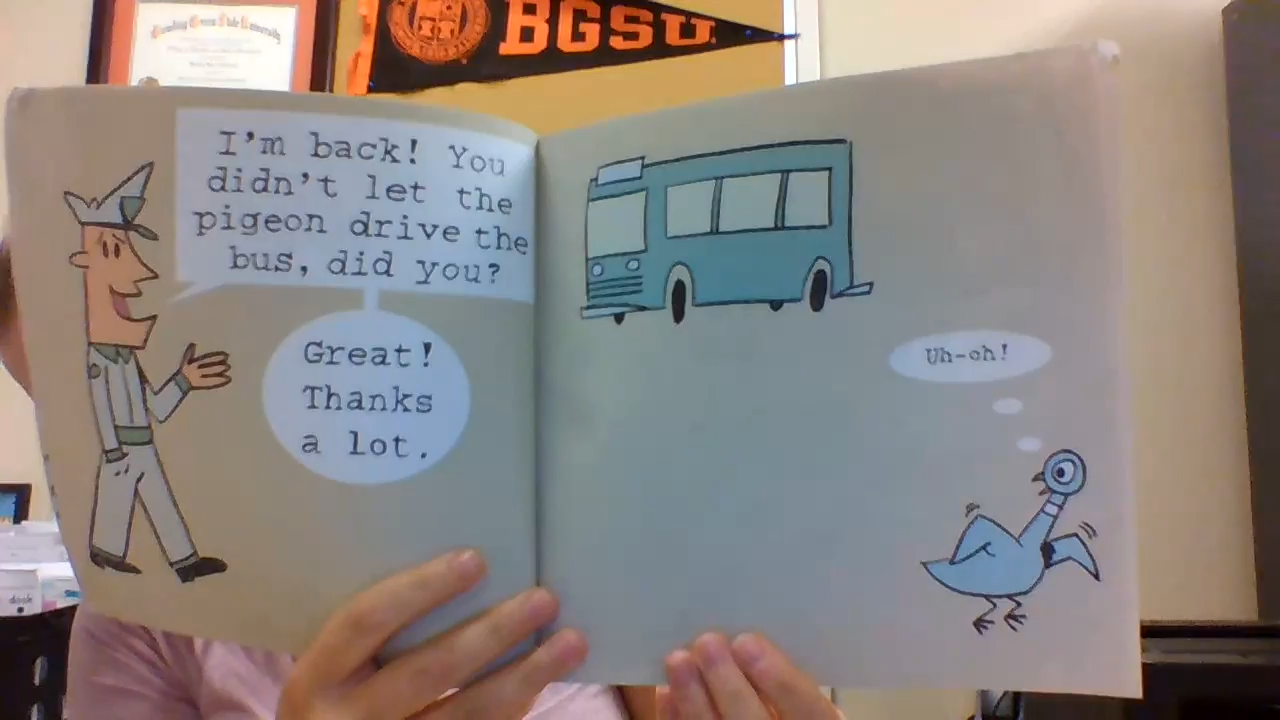 BGSU.
I'm back! You
didn't let the
pigeon drive the
bus, did you?
Great!
Thanks
a lot.
Uh-oh!